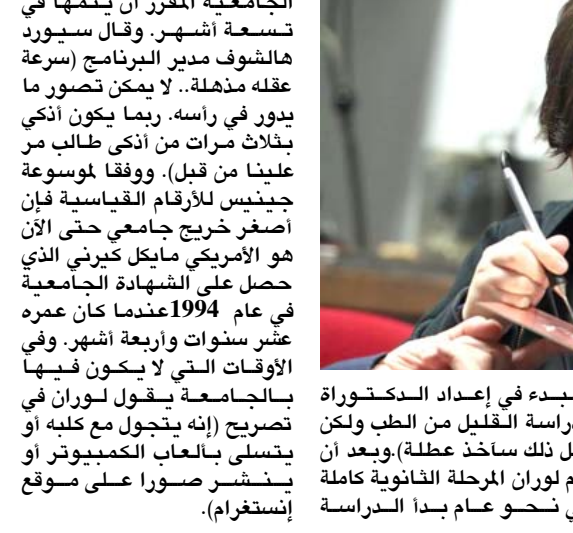 ـبدء في إعداد الدكتوراة
راسة القليل من الطب ولكن
ل ذلك سآخذ عطلة).وبعد أن
م لوران المرحلة الثانوية كاملة
ي نحو عام بدأ الدراسة
الجامعية المقرر أن يتمها في
تسعة أشهر. وقال سيورد
هالشوف مدير البرنامج (سرعة
عقله مذهلة.. لا يمكن تصور ما
يدور في رأسه. ربما يكون أذكي
بثلاث مرات من أذكى طالب مر
علينا من قبل). ووفقا لموسوعة
جينيس للأرقام القياسية فإن
أصغر خريج جامعي حتى الآن
هو الأمريكي مايكل كيرني الذي
حصل على الشهادة الجامعية
في عام 1994عندما كان عمره
عشر سنوات وأربعة أشهر. وفي
الأوقات التي لا يكون فيها
بالجامعة يقول لوران في
تصريح (إنه يتجول مع كلبه أو
يتسلى بألعاب الكمبيوتر أو
ينشر صورا على موقع
إنستغرام).